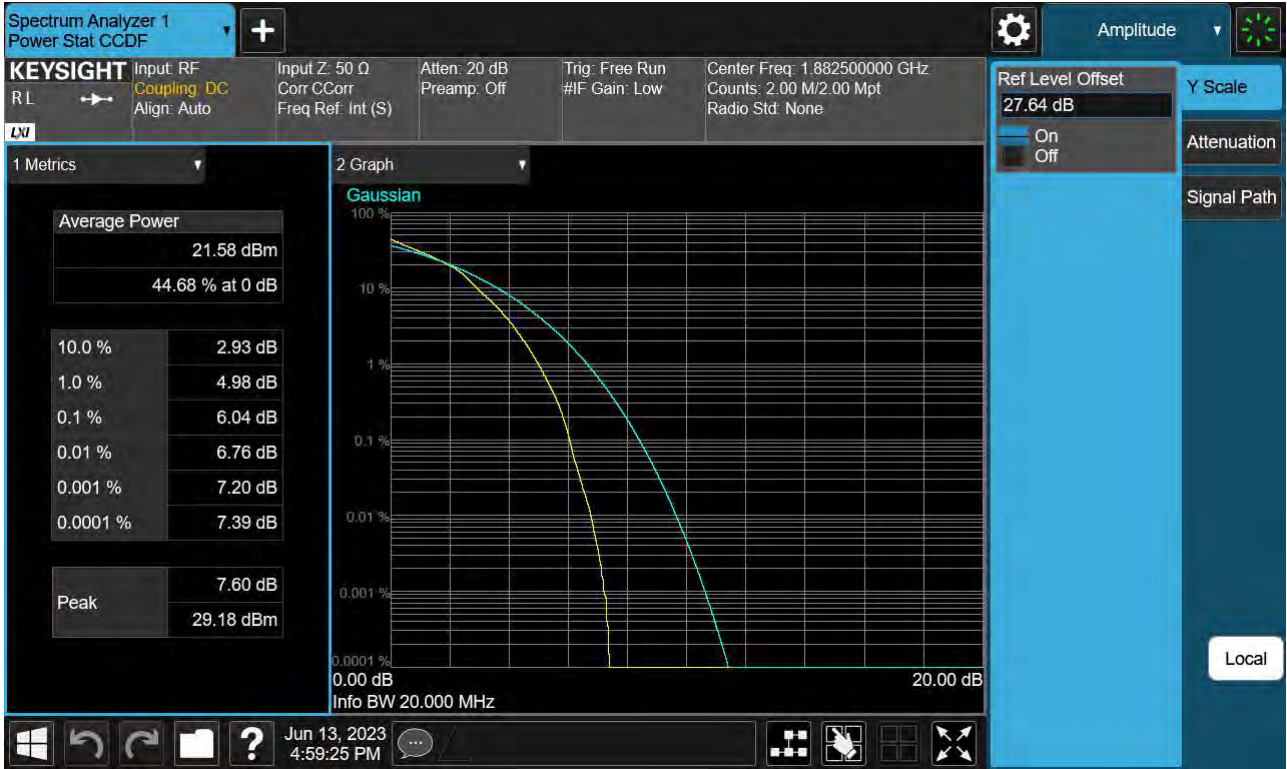 Spectrum Analyzer 1
Power Stat CCDF
+
Amplitude
KEYSIGHT
R L
LXI
Input: RF
Coupling: DC
Align: Auto
Input Z: 50 Ω
Corr CCorr
Freq Ref: Int (S)
Atten: 20 dB
Preamp: Off
Trig: Free Run
#IF Gain: Low
Center Freq: 1.882500000 GHz
Counts: 2.00 M/2.00 Mpt
Radio Std: None
Ref Level Offset
27.64 dB
On
Off
Y Scale
Attenuation
Signal Path
Local
1 Metrics
Average Power
21.58 dBm
44.68 % at 0 dB
10.0 % 2.93 dB
1.0 % 4.98 dB
0.1 % 6.04 dB
0.01 % 6.76 dB
0.001 % 7.20 dB
0.0001 % 7.39 dB
Peak
7.60 dB
29.18 dBm
2 Graph
Gaussian
100 %
10 %
1 %
0.1 %
0.01 %
0.001 %
0.0001 %
0.00 dB 20.00 dB
Info BW 20.000 MHz
?
Jun 13, 2023
4:59:25 PM